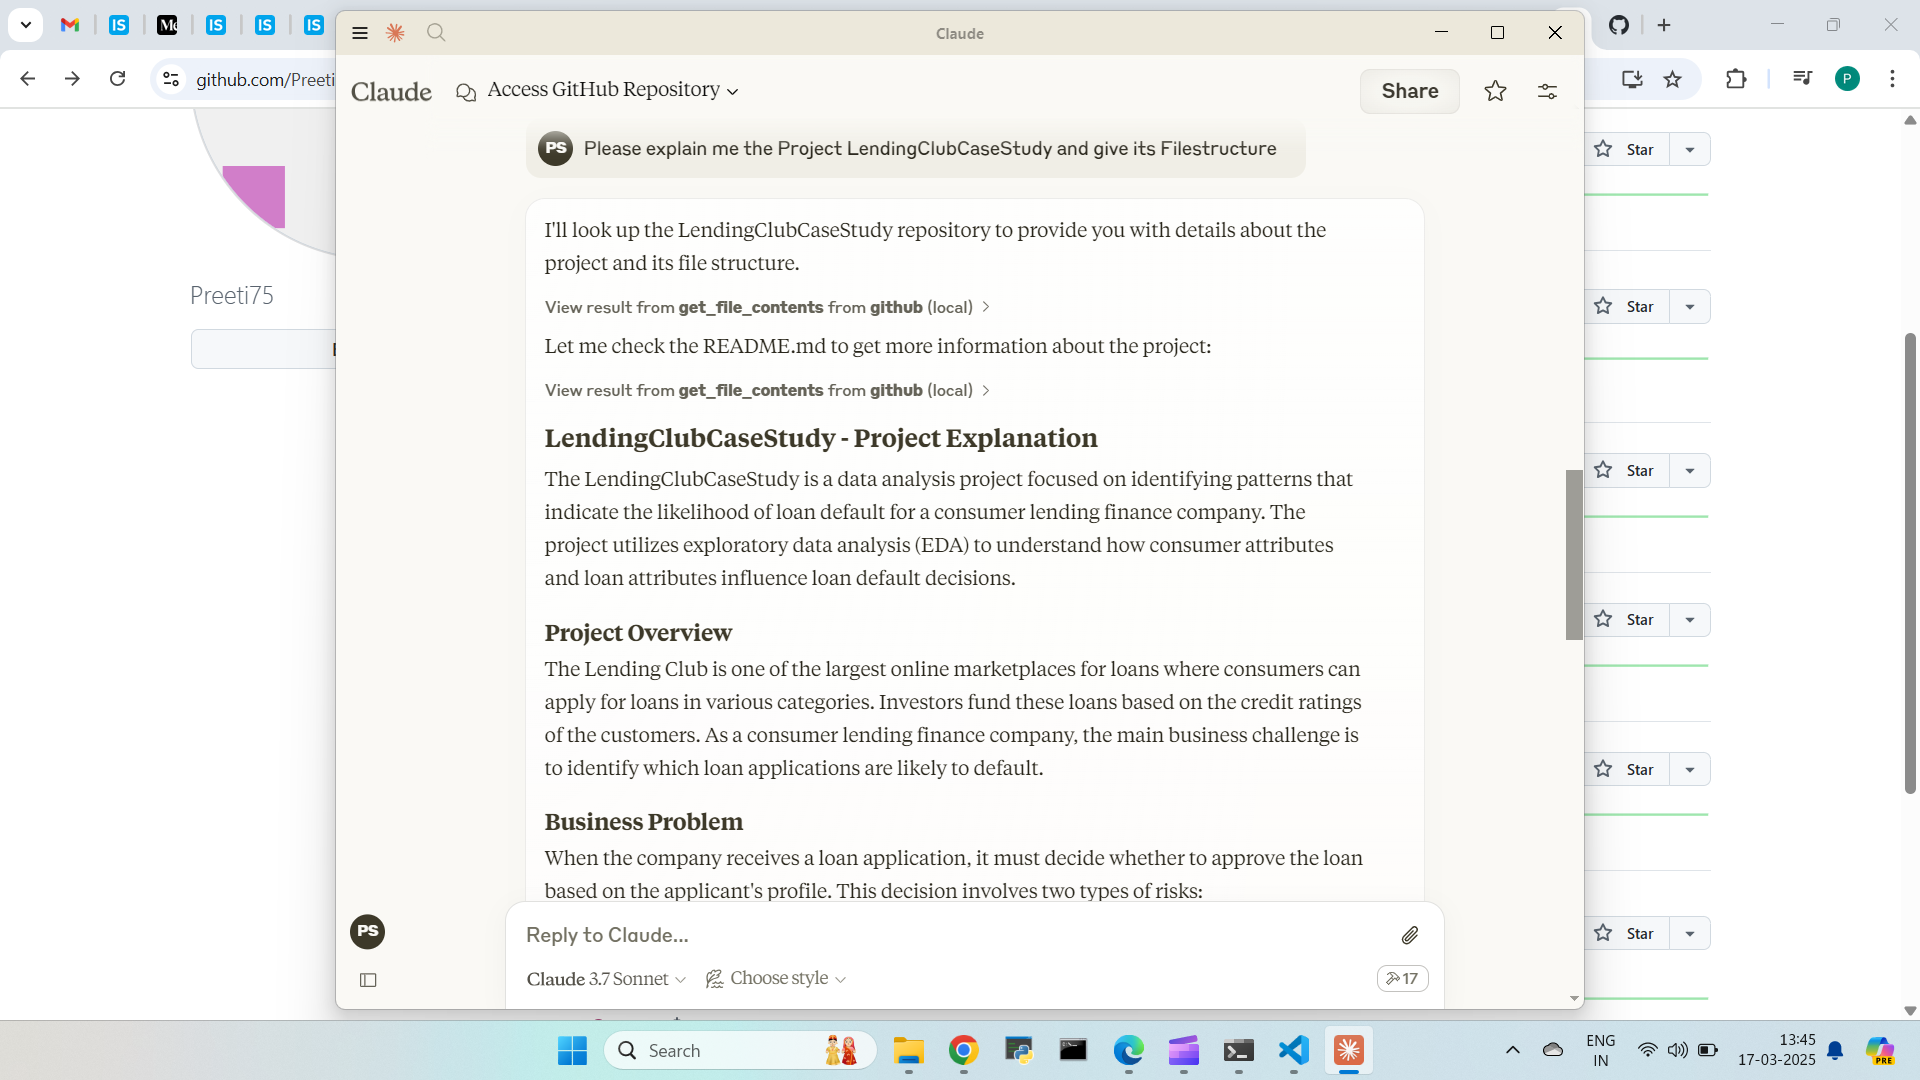 IS
IS
IS
IS
Claude
github.com/Preeti
Claude
Access GitHub Repository
Share
P
PS
Please explain me the Project LendingClubCaseStudy and give its Filestructure
Star
I'll look up the LendingClubCaseStudy repository to provide you with details about the
project and its file structure.
Preeti75
View result from get_file_contents from github (local)
Star
Let me check the README.md to get more information about the project:
View result from get_file_contents from github (local)
LendingClubCaseStudy - Project Explanation
Star
The LendingClubCaseStudy is a data analysis project focused on identifying patterns that
indicate the likelihood of loan default for a consumer lending finance company. The
project utilizes exploratory data analysis (EDA) to understand how consumer attributes
and loan attributes influence loan default decisions.
Star
Project Overview
The Lending Club is one of the largest online marketplaces for loans where consumers can
apply for loans in various categories. Investors fund these loans based on the credit ratings
of the customers. As a consumer lending finance company, the main business challenge is
to identify which loan applications are likely to default.
Star
Business Problem
When the company receives a loan application, it must decide whether to approve the loan
based on the applicant's profile. This decision involves two types of risks:
PS
Reply to Claude...
Star
Claude 3.7 Sonnet
Choose style
17
Search
ENG
IN
13:45
17-03-2025
PRE